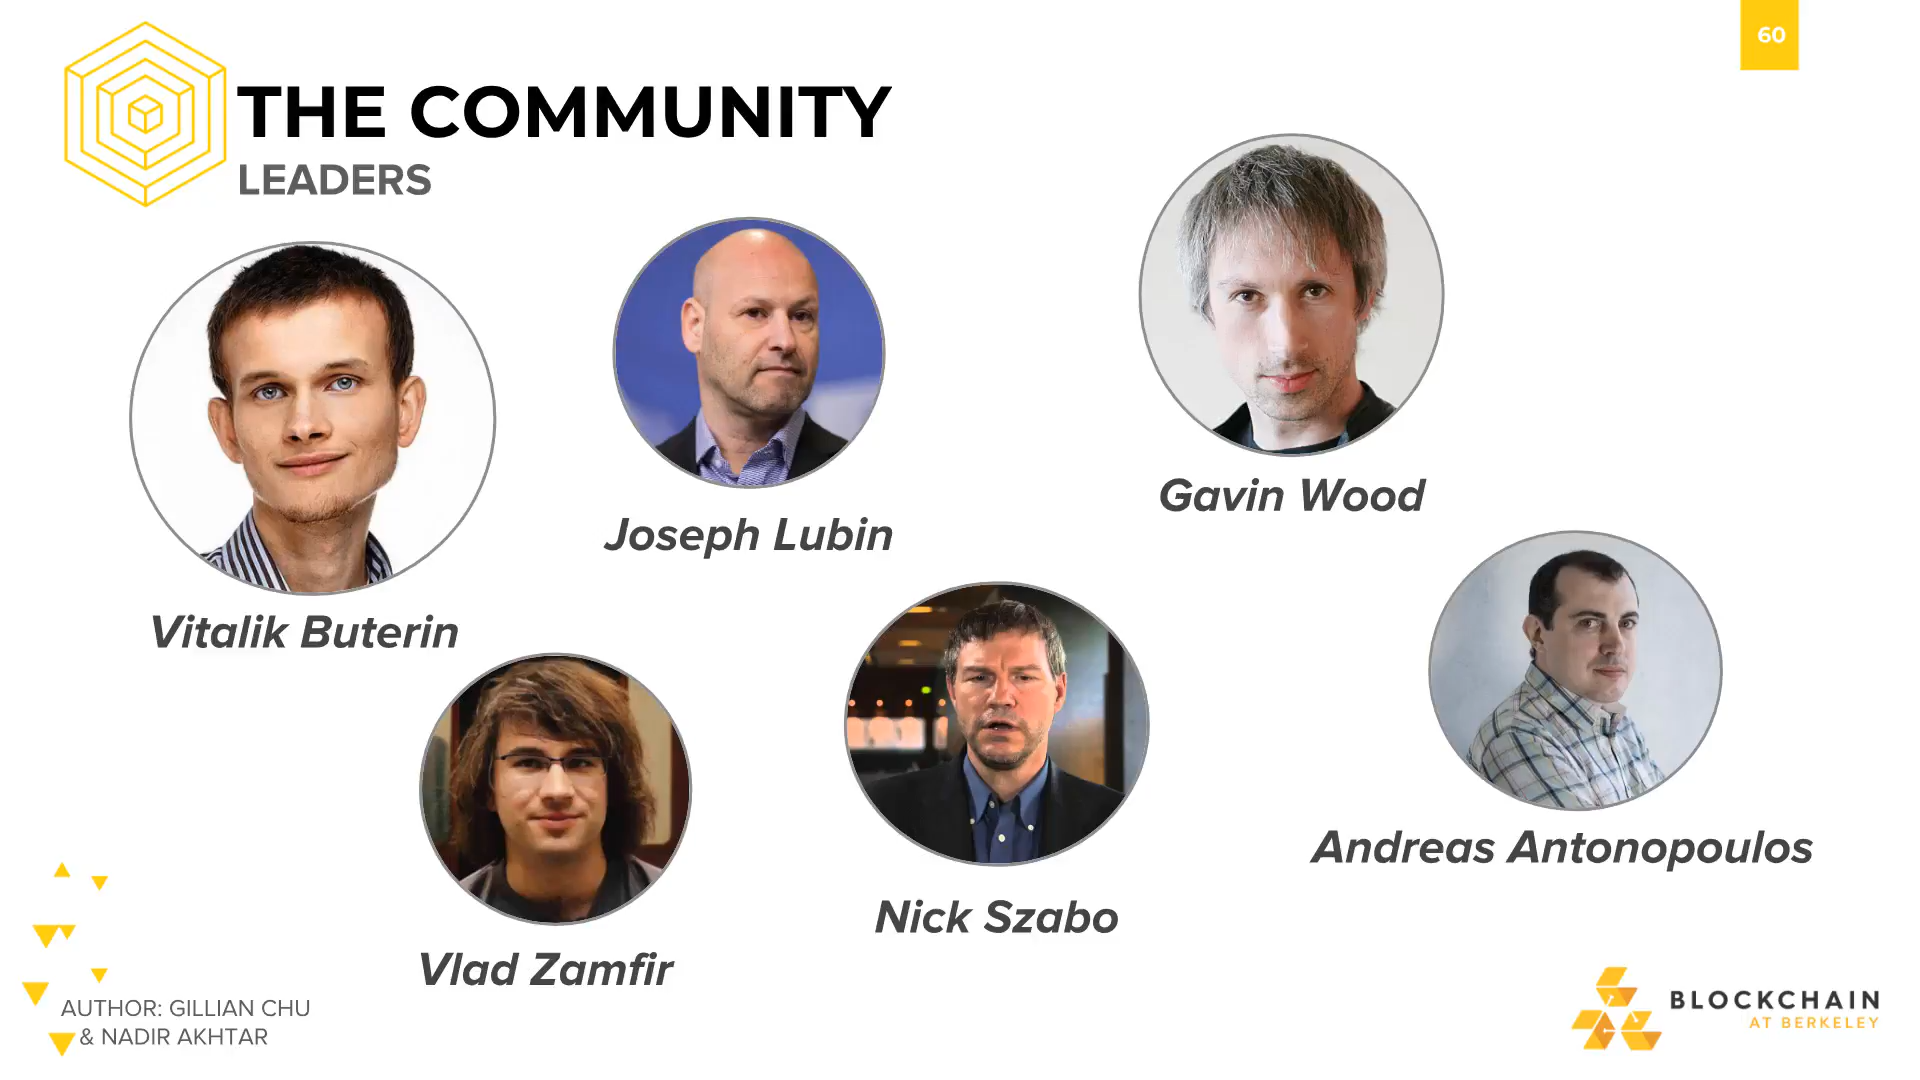 60
THE COMMUNITY
LEADERS
Joseph Lubin
Gavin Wood
Vitalik Buterin
Andreas Antonopoulos
Nick Szabo
Vlad Zamfir
AUTHOR: GILLIAN CHU
& NADIR AKHTAR
BLOCKCHAIN
AT BERKELEY